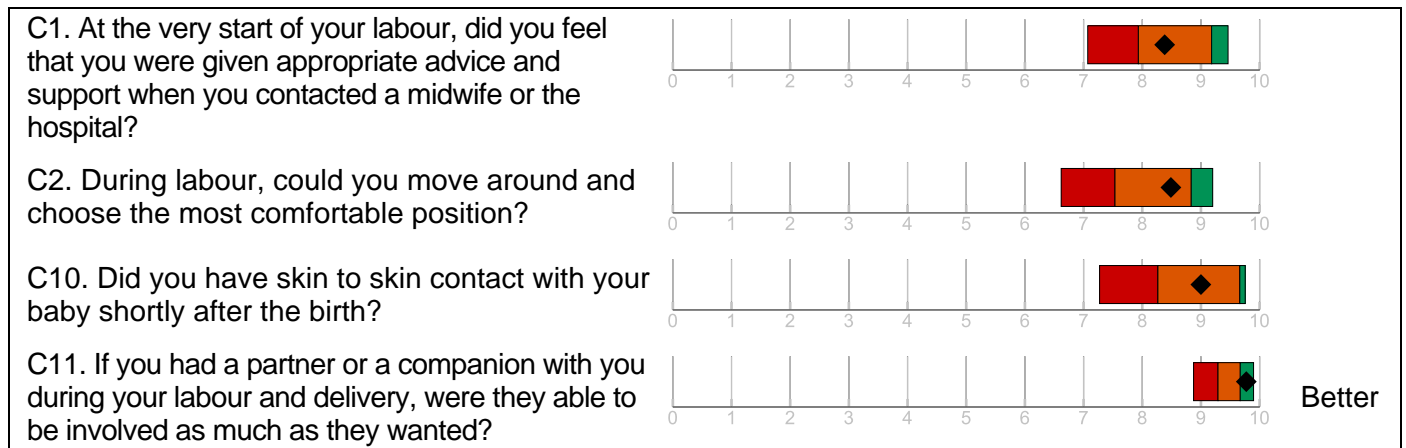 C1. At the very start of your labour, did you feel
that you were given appropriate advice and
support when you contacted a midwife or the
hospital?
0 1 2 3 4 5 6 7 8 9 10
C2. During labour, could you move around and
choose the most comfortable position?
0 1 2 3 4 5 6 7 8 9 10
C10. Did you have skin to skin contact with your
baby shortly after the birth?
0 1 2 3 4 5 6 7 8 9 10
C11. If you had a partner or a companion with you
during your labour and delivery, were they able to
be involved as much as they wanted?
0 1 2 3 4 5 6 7 8 9 10
Better